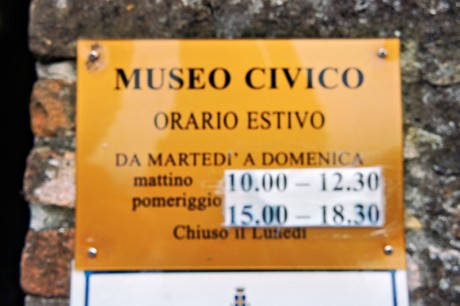 MUSEO CIVICO
ORARIO ESTIVO
DA MARTEDI' A DOMENICA
mattino 10.00 – 12.30
pomeriggio 15.00 – 18.30
Chiuso il Lunedi